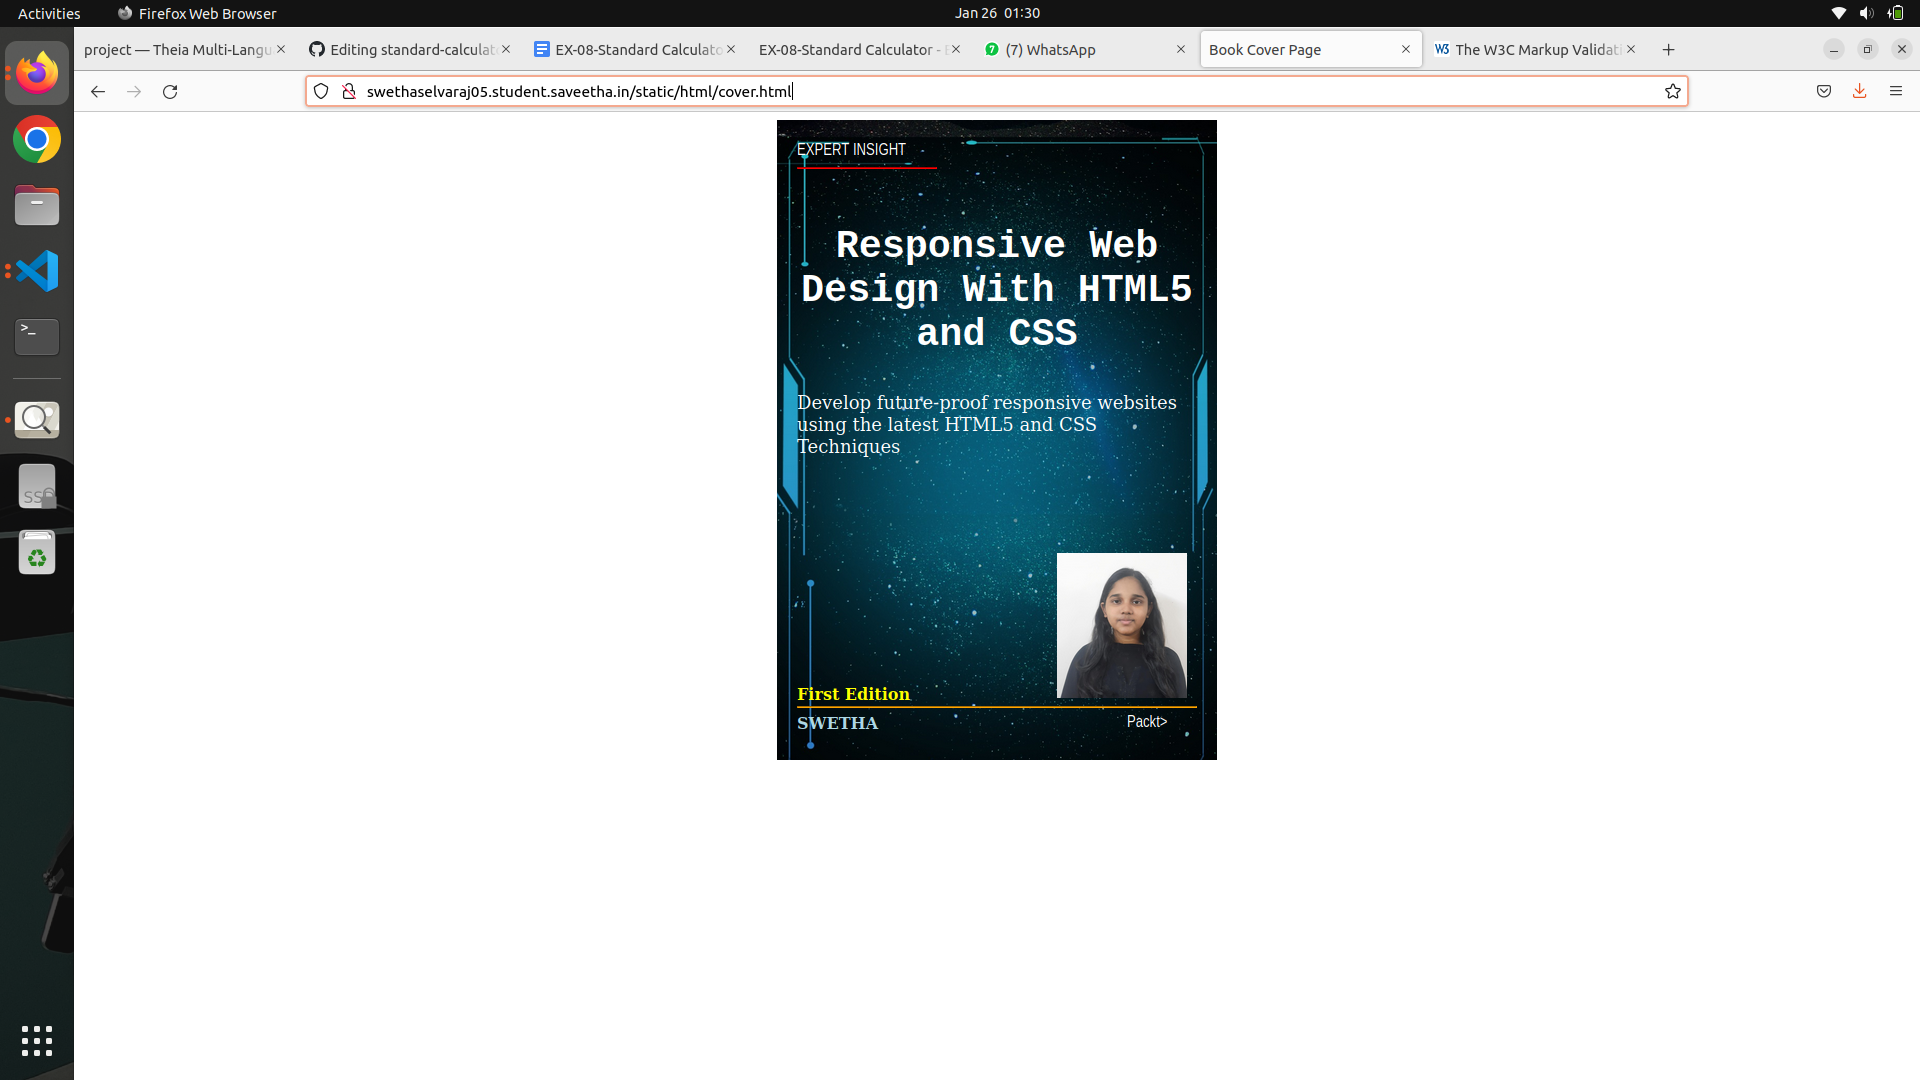 Activities
Firefox Web Browser
Jan 26 01:30
project — Theia Multi-Langu
Editing standard-calculat
EX-08-Standard Calculato
EX-08-Standard Calculator - E
(7) WhatsApp
Book Cover Page
The W3C Markup Validati
swethaselvaraj05.student.saveetha.in/static/html/cover.html
EXPERT INSIGHT
Responsive Web
Design With HTML5
and CSS
Develop future-proof responsive websites
using the latest HTML5 and CSS
Techniques
First Edition
SWETHA
Packt>
>_
SSD